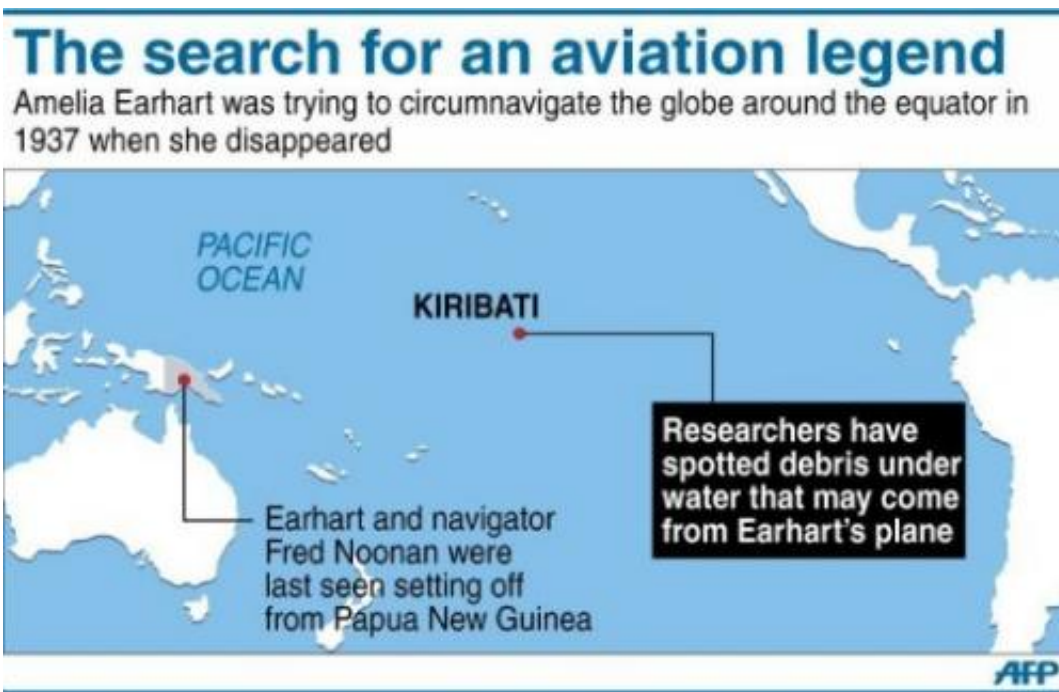 The search for an aviation legend
Amelia Earhart was trying to circumnavigate the globe around the equator in
1937 when she disappeared
PACIFIC
OCEAN
KIRIBATI
Researchers have
spotted debris under
water that may come
from Earhart's plane
Earhart and navigator
Fred Noonan were
last seen setting off
from Papua New Guinea
AFP